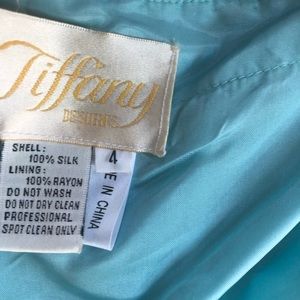 Tiffany
DESIGNS
SHELL:
100% SILK
LINING:
100% RAYON
DO NOT WASH
DO NOT DRY CLEAN
PROFESSIONAL
SPOT CLEAN ONLY
4
E IN CHINA